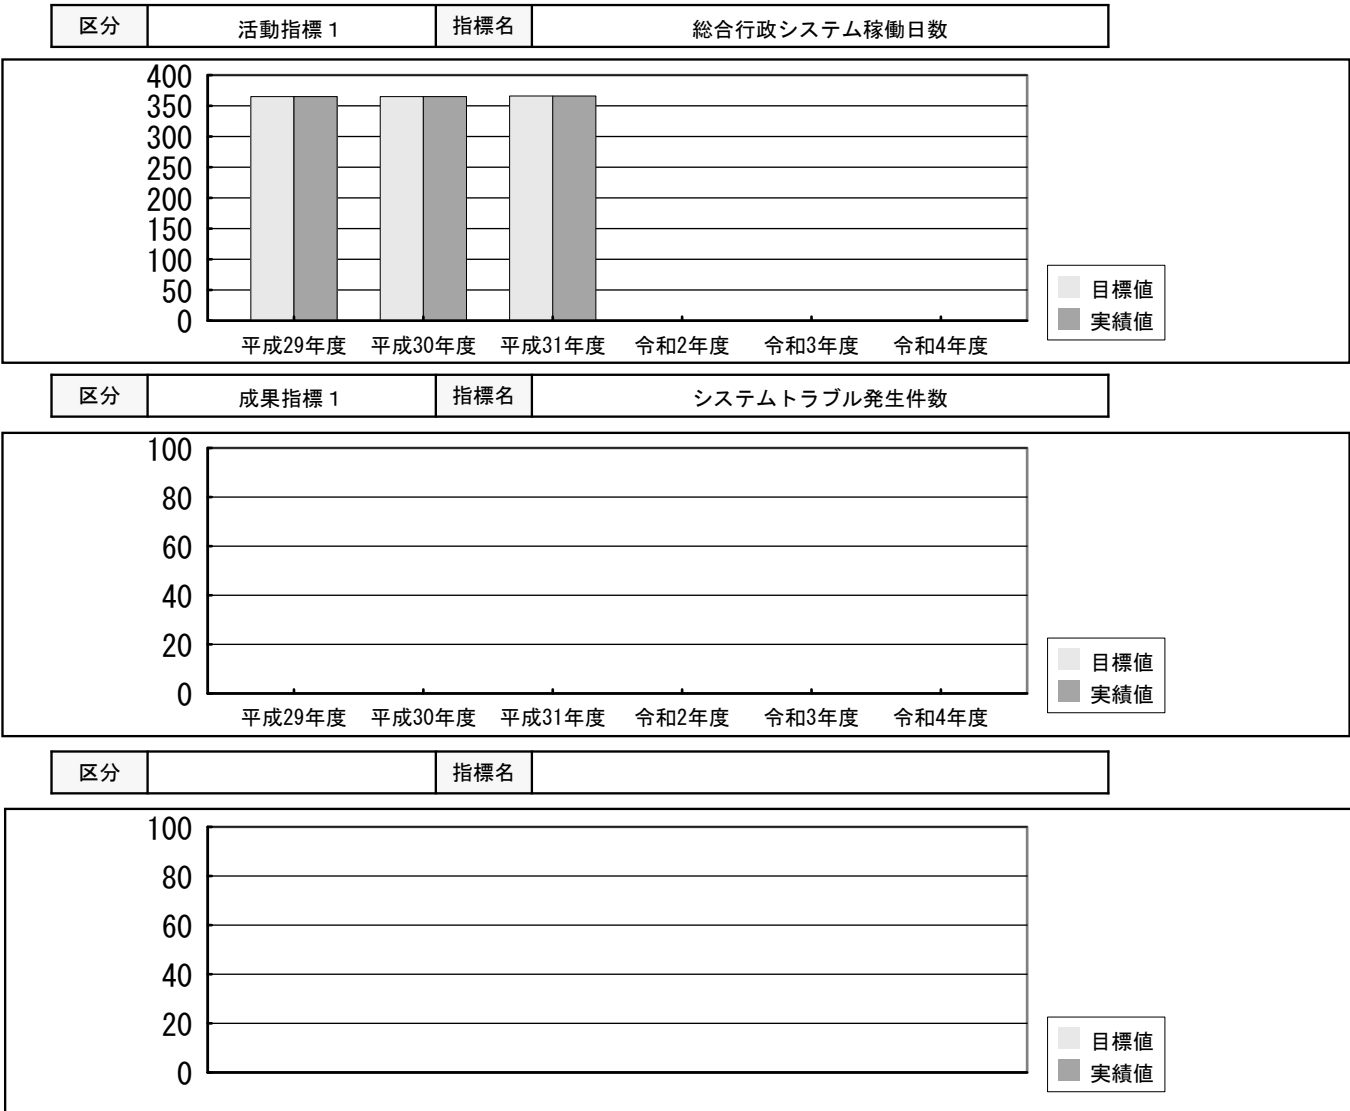 区分 活動指標１ 指標名 総合行政システム稼働日数
400
350
300
250
200
150
100
50
0
平成29年度 平成30年度 平成31年度 令和2年度 令和3年度 令和4年度
目標値
実績値
区分 成果指標１ 指標名 システムトラブル発生件数
100
80
60
40
20
0
平成29年度 平成30年度 平成31年度 令和2年度 令和3年度 令和4年度
目標値
実績値
区分 指標名
100
80
60
40
20
0
目標値
実績値